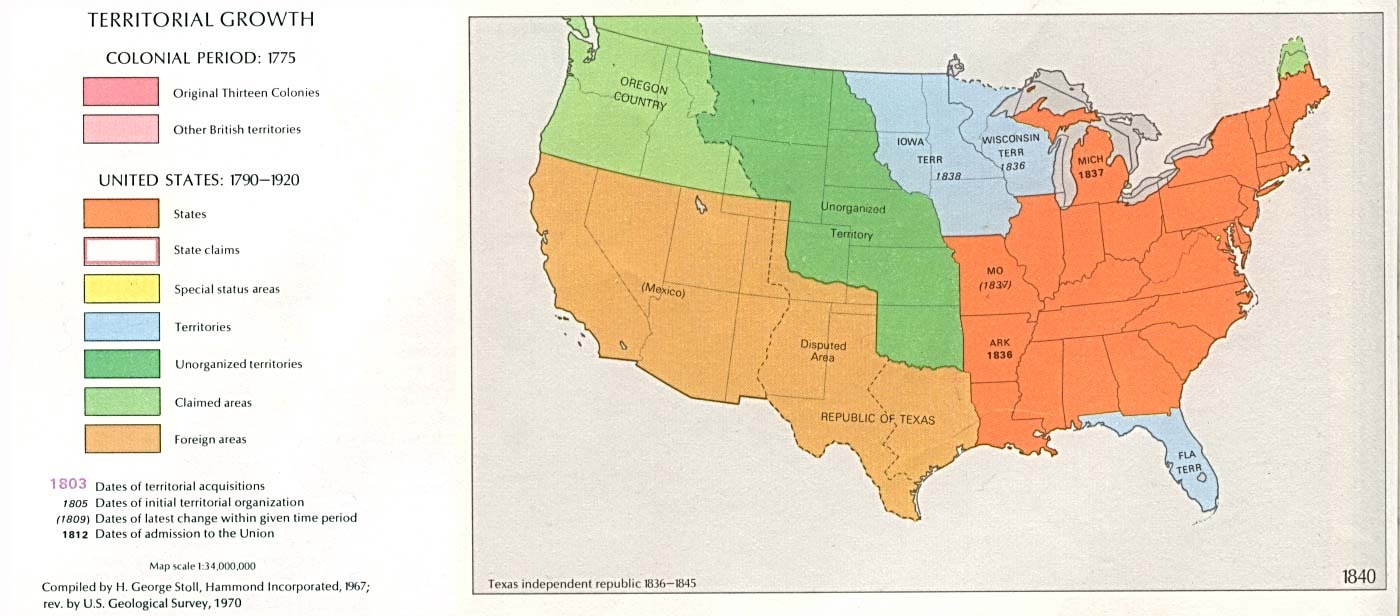 TERRITORIAL GROWTH
COLONIAL PERIOD: 1775
Original Thirteen Colonies
Other British territories
UNITED STATES: 1790–1920
States
State claims
Special status areas
Territories
Unorganized territories
Claimed areas
Foreign areas
1803 Dates of territorial acquisitions
1805 Dates of initial territorial organization
(1809) Dates of latest change within given time period
1812 Dates of admission to the Union
Map scale 1:34,000,000
Compiled by H. George Stoll, Hammond Incorporated, 1967;
rev. by U.S. Geological Survey, 1970
OREGON
COUNTRY
IOWA
TERR
1838
WISCONSIN
TERR
1836
MICH
1837
Unorganized
Territory
(Mexico)
MO
(1837)
Disputed
Area
ARK
1836
REPUBLIC OF TEXAS
FLA
TERR
Texas independent republic 1836–1845
1840